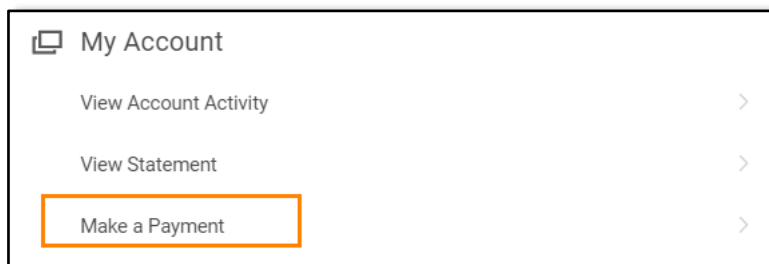 My Account
View Account Activity
View Statement
Make a Payment